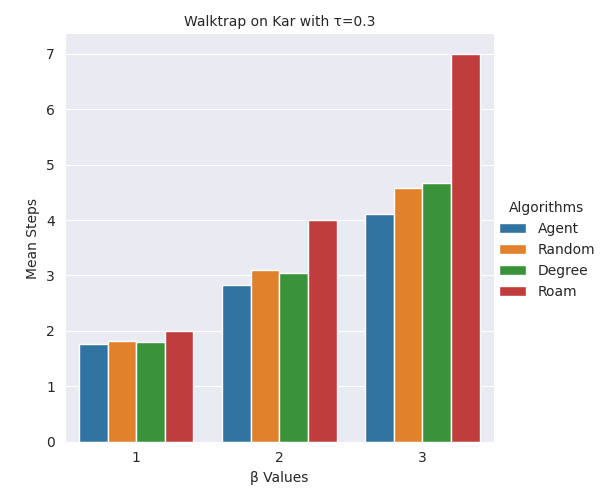 Walktrap on Kar with τ=0.3
7
6
5
4
3
2
1
0
Mean Steps
1 2 3
β Values
Algorithms
Agent
Random
Degree
Roam